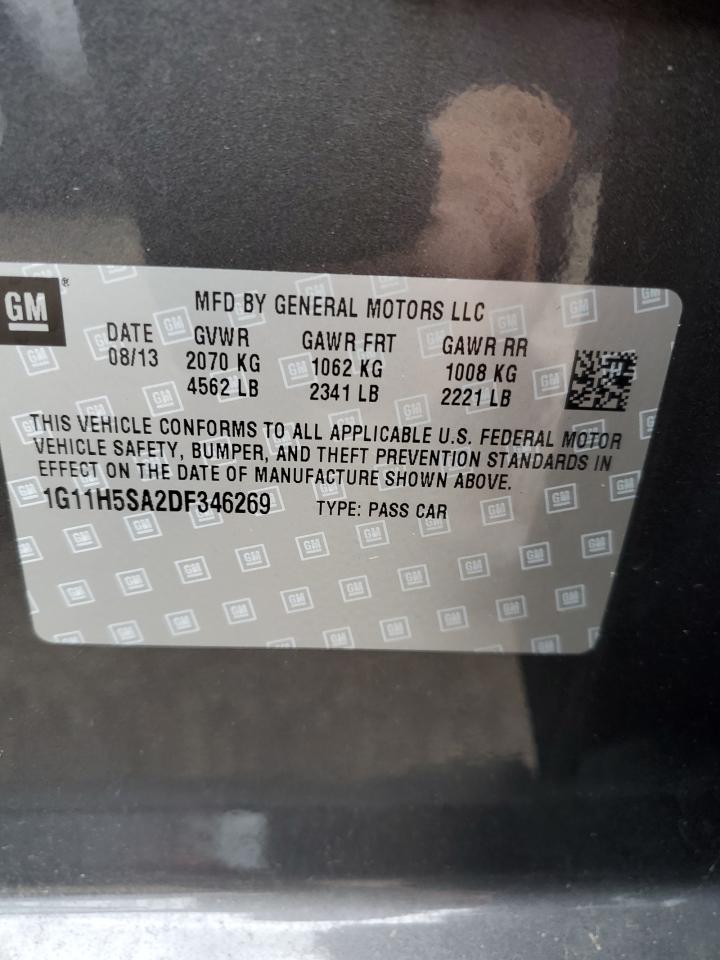 GM®
MFD BY GENERAL MOTORS LLC
DATE GVWR GAWR FRT GAWR RR
08/13 2070 KG 1062 KG 1008 KG
4562 LB 2341 LB 2221 LB
THIS VEHICLE CONFORMS TO ALL APPLICABLE U.S. FEDERAL MOTOR
VEHICLE SAFETY, BUMPER, AND THEFT PREVENTION STANDARDS IN
EFFECT ON THE DATE OF MANUFACTURE SHOWN ABOVE.
1G11H5SA2DF346269 TYPE: PASS CAR